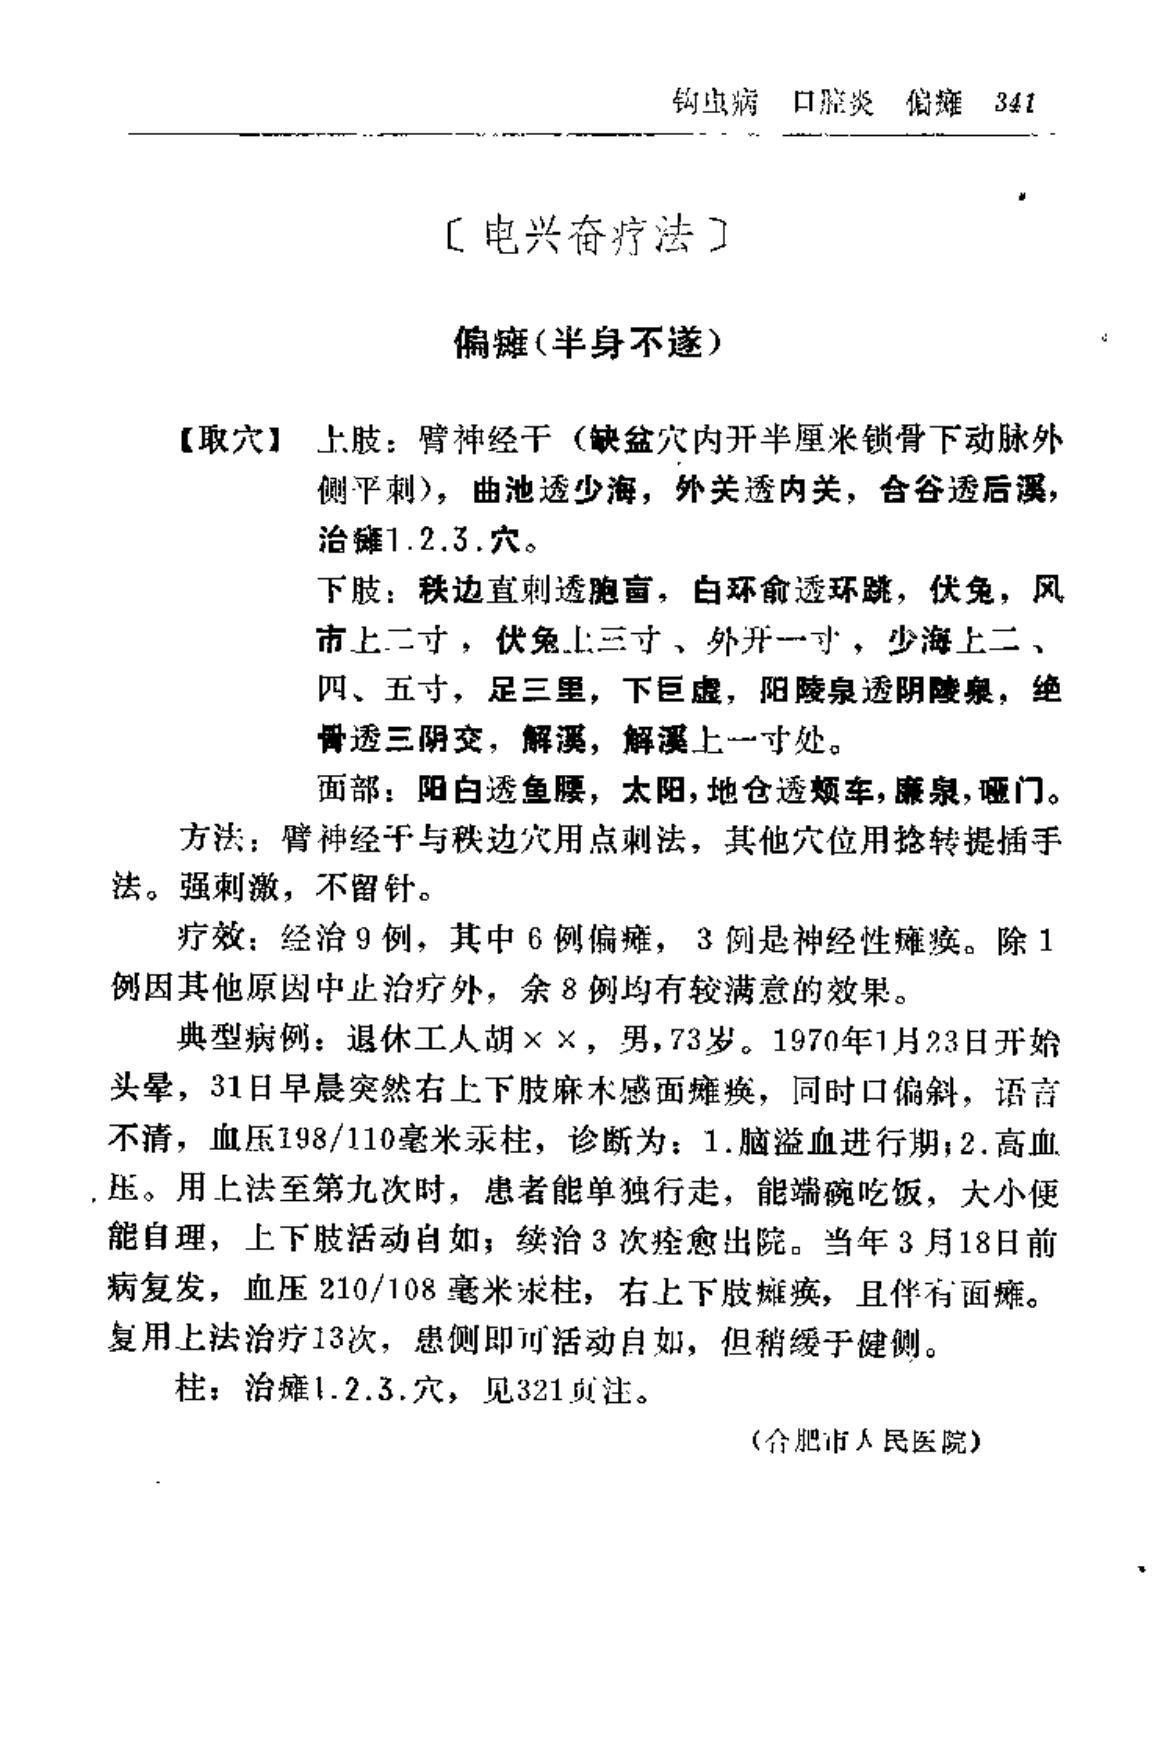 钩虫病 口腔炎 偏瘫 341
〔电兴奋疗法〕
偏瘫(半身不遂)
【取穴】 上肢：臂神经干（缺盆穴内开半厘米锁骨下动脉外
侧平刺），曲池透少海，外关透内关，合谷透后溪，
治瘫1.2.3.穴。
下肢：秩边直刺透胞盲，白环俞透环跳，伏兔，风
市上二寸，伏兔上三寸、外开一寸，少海上二、
四、五寸，足三里，下巨虚，阳陵泉透阴陵泉，绝
骨透三阴交，解溪，解溪上一寸处。
面部：阳白透鱼腰，太阳，地仓透颊车，廉泉，哑门。
方法：臂神经干与秩边穴用点刺法，其他穴位用捻转提插手
法。强刺激，不留针。
疗效：经治9例，其中6例偏瘫，3例是神经性瘫痪。除1
例因其他原因中止治疗外，余8例均有较满意的效果。
典型病例：退休工人胡××，男，73岁。1970年1月23日开始
头晕，31日早晨突然右上下肢麻木感面瘫痪，同时口偏斜，语言
不清，血压198/110毫米汞柱，诊断为：1.脑溢血进行期；2.高血
压。用上法至第九次时，患者能单独行走，能端碗吃饭，大小便
能自理，上下肢活动自如；续治3次痊愈出院。当年3月18日前
病复发，血压210/108毫米汞柱，右上下肢瘫痪，且伴有面瘫。
复用上法治疗13次，患侧即可活动自如，但稍缓于健侧。
柱：治瘫1.2.3.穴，见321页注。
（合肥市人民医院）